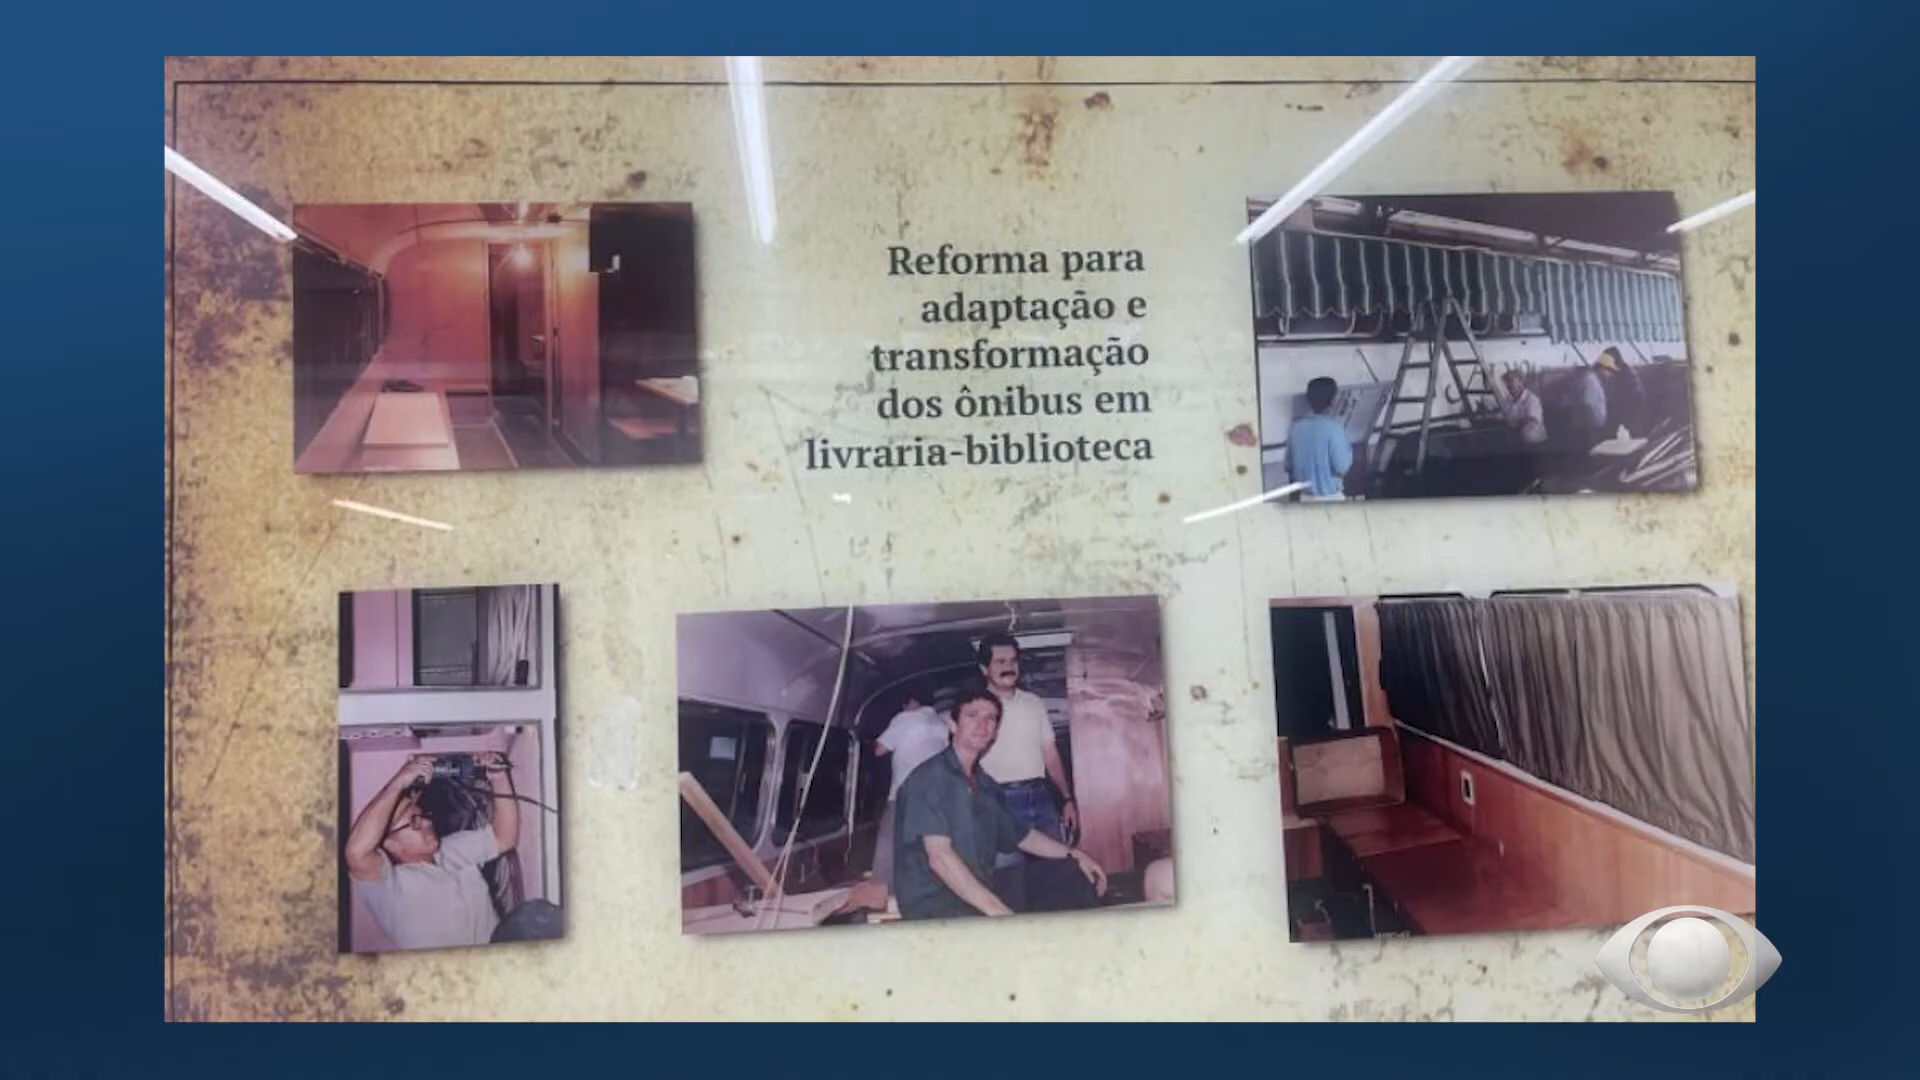 Reforma para
adaptação e
transformação
dos ônibus em
livraria-biblioteca